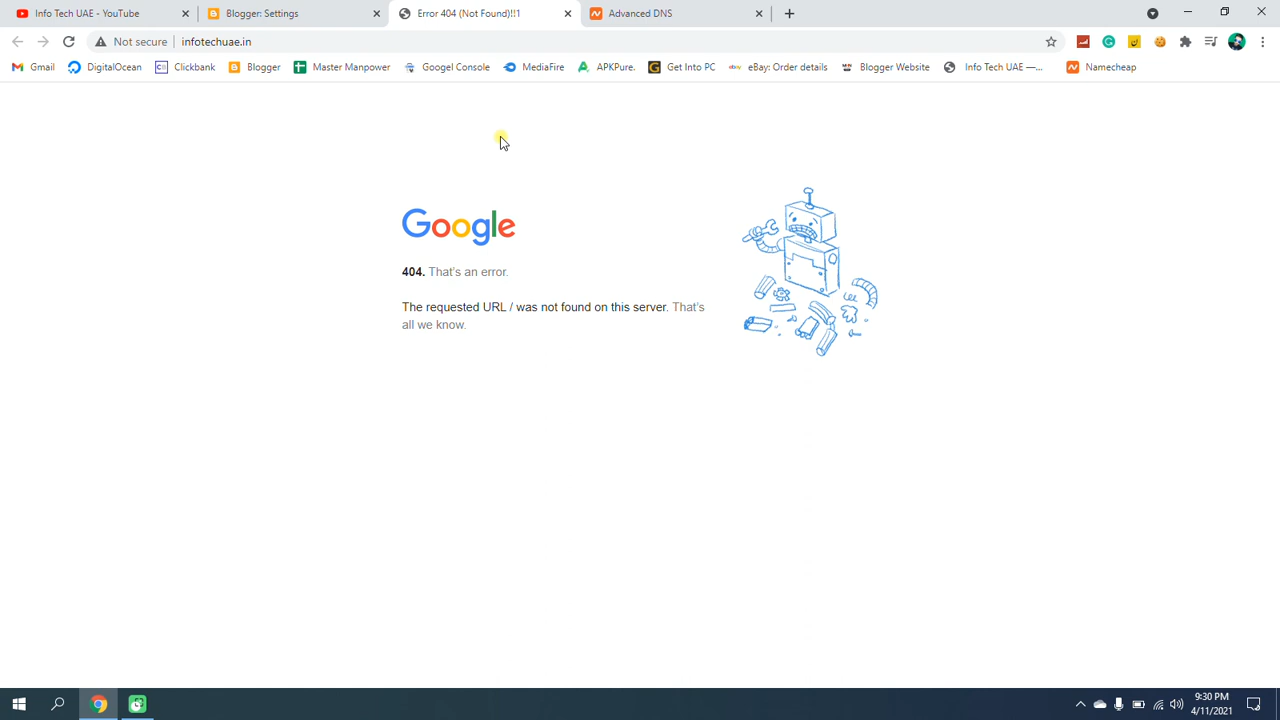 Info Tech UAE - YouTube
Blogger: Settings
Error 404 (Not Found)!!1
Advanced DNS
Not secure
infotechuae.in
Gmail
DigitalOcean
Clickbank
Blogger
Master Manpower
Googel Console
MediaFire
APKPure.
Get Into PC
eBay: Order details
Blogger Website
Info Tech UAE —...
Namecheap
Google
404. That's an error.
The requested URL / was not found on this server. That's
all we know.
9:30 PM
4/11/2021